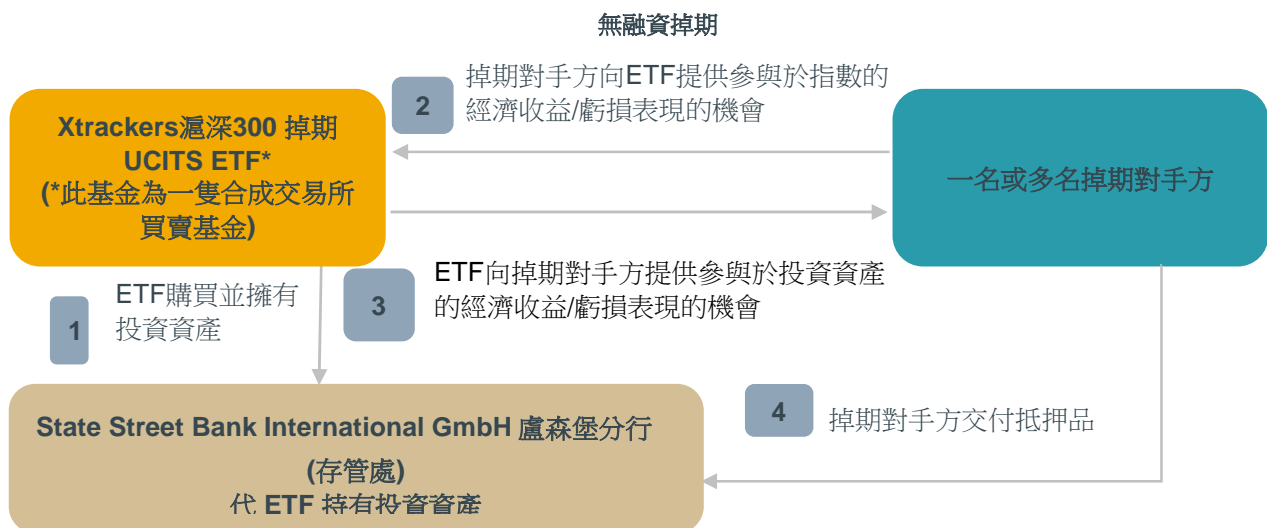 無融資掉期
2
掉期對手方向ETF提供參與於指數的
經濟收益/虧損表現的機會
Xtrackers滬深300 掉期
UCITS ETF*
(*此基金為一隻合成交易所
買賣基金)
一名或多名掉期對手方
1
ETF購買並擁有
投資資產
3
ETF向掉期對手方提供參與於投資資產
的經濟收益/虧損表現的機會
State Street Bank International GmbH 盧森堡分行
(存管處)
代 ETF 持有投資資產
4
掉期對手方交付抵押品